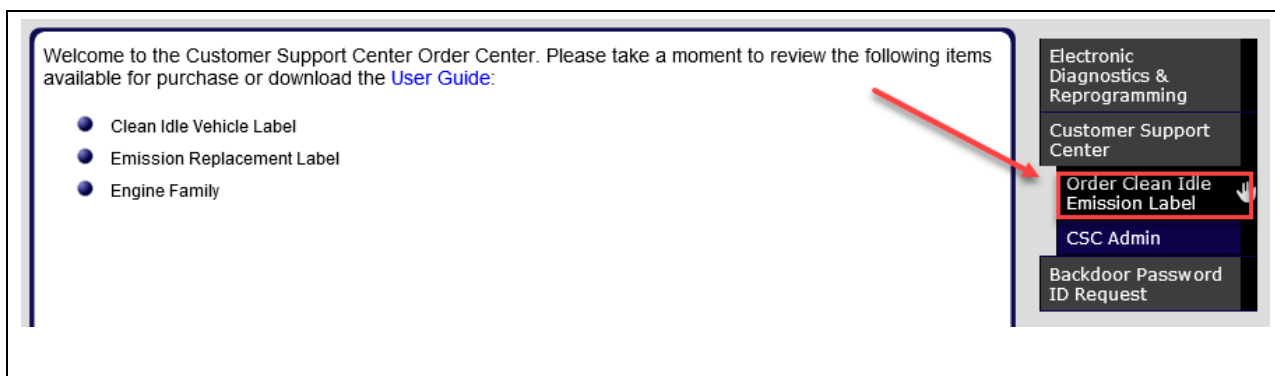 Welcome to the Customer Support Center Order Center. Please take a moment to review the following items
available for purchase or download the User Guide:
Clean Idle Vehicle Label
Emission Replacement Label
Engine Family
Electronic
Diagnostics &
Reprogramming
Customer Support
Center
Order Clean Idle
Emission Label
CSC Admin
Backdoor Password
ID Request